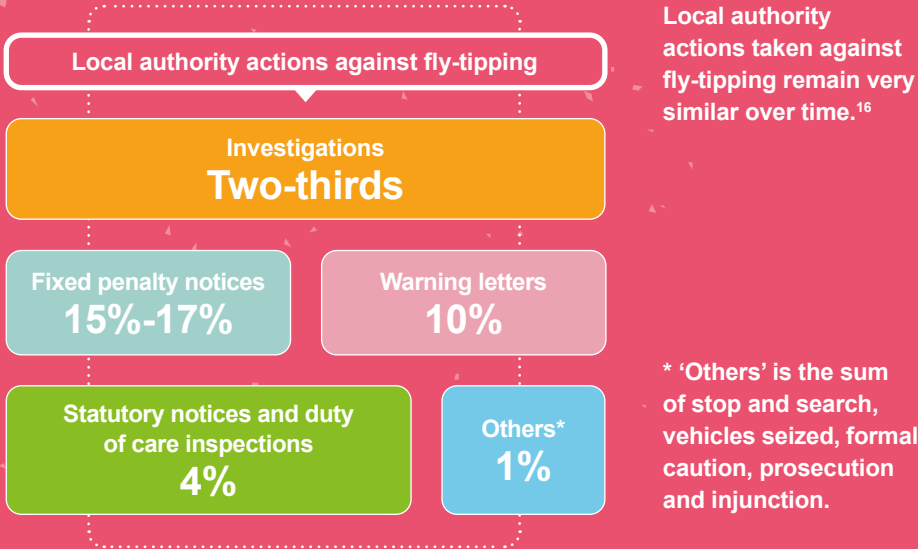 Local authority actions against fly-tipping
Investigations
Two-thirds
Fixed penalty notices
15%-17%
Warning letters
10%
Statutory notices and duty
of care inspections
4%
Others*
1%
Local authority
actions taken against
fly-tipping remain very
similar over time.16
* ‘Others’ is the sum
of stop and search,
vehicles seized, formal
caution, prosecution
and injunction.